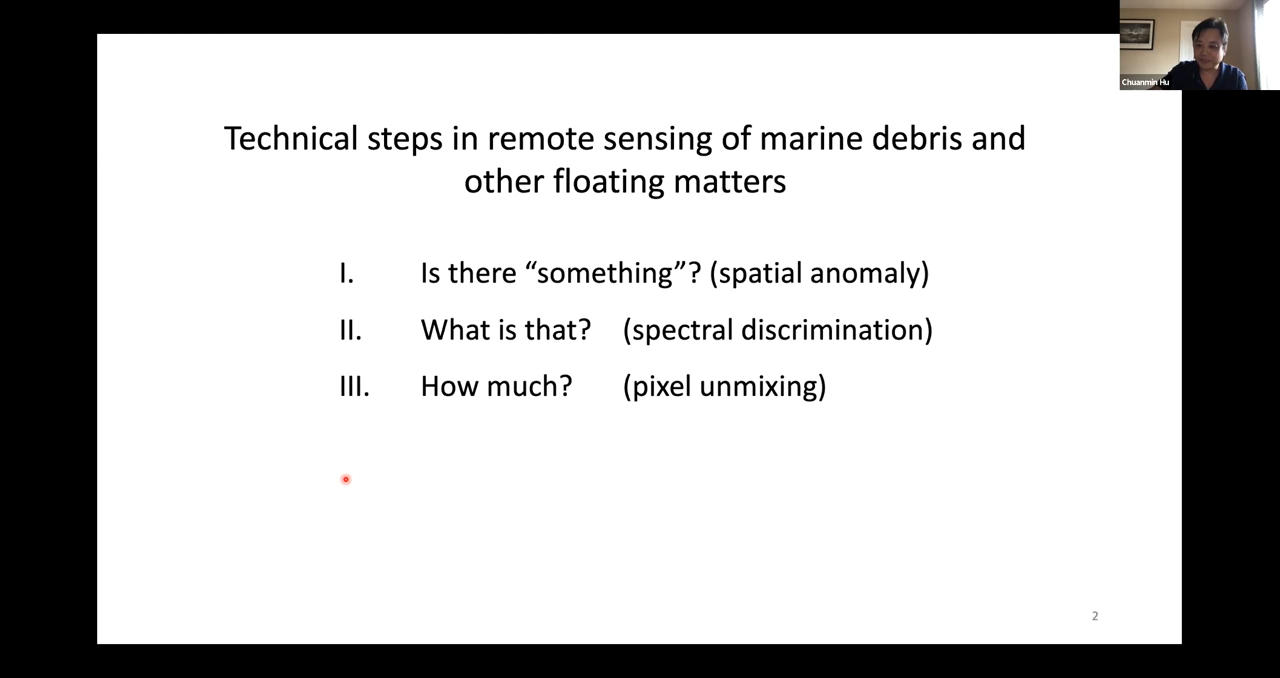 Chuanmin Hu
Technical steps in remote sensing of marine debris and
other floating matters
I. Is there “something”? (spatial anomaly)
II. What is that? (spectral discrimination)
III. How much? (pixel unmixing)
2